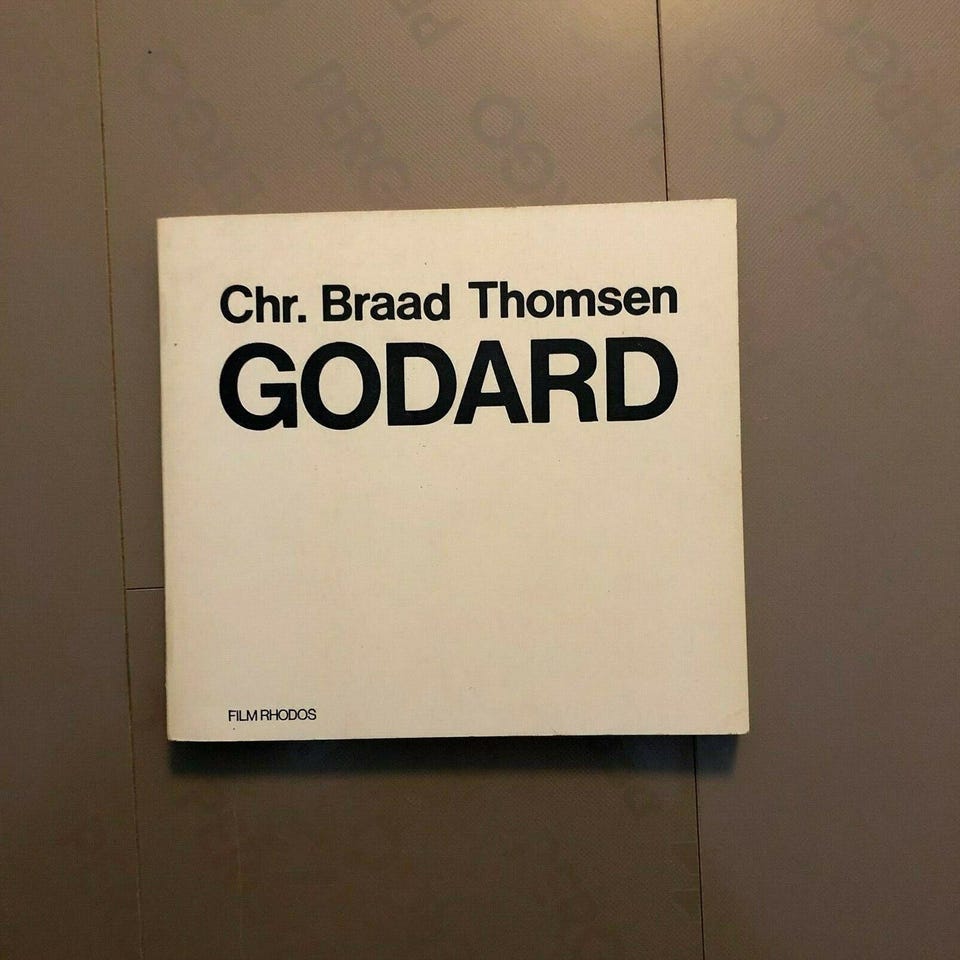 Chr. Braad Thomsen
GODARD
FILM RHODOS